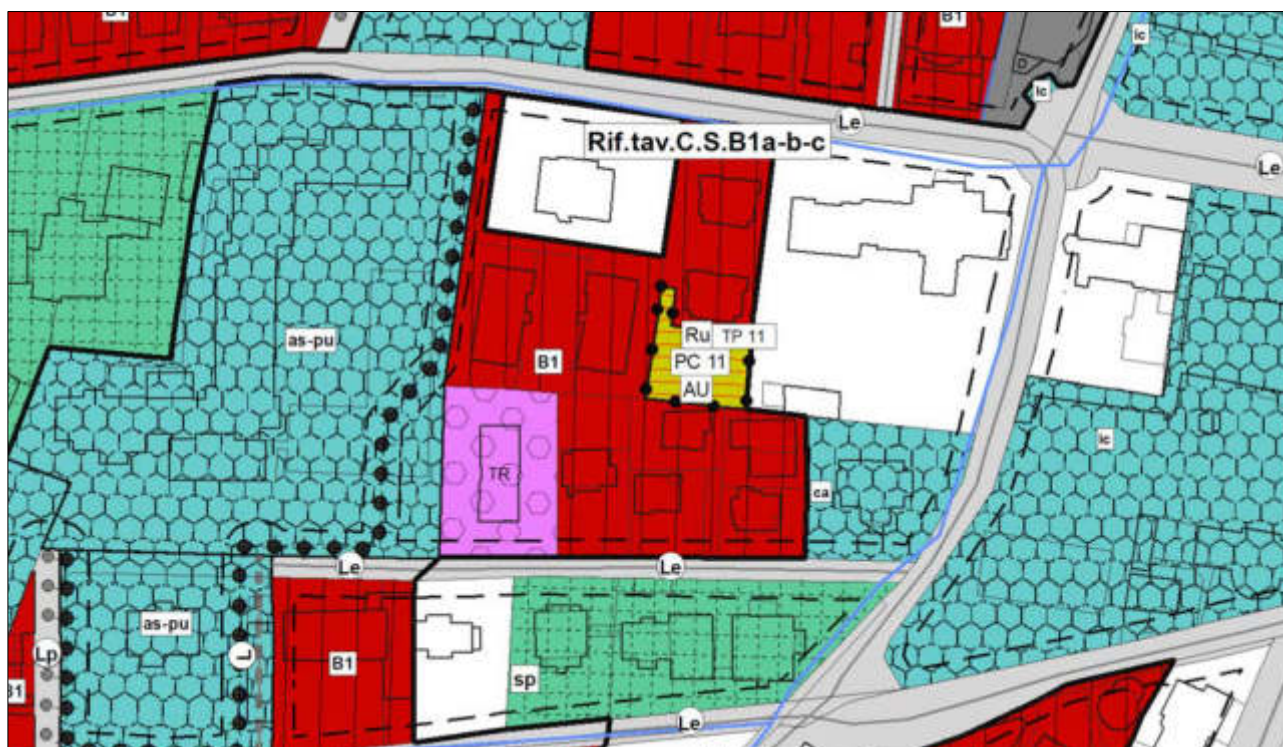 B1
B1
D
ic
ic
Le
Rif.tav.C.S.B1a-b-c
Le
as-pu
Ru
TP 11
B1
PC 11
AU
ic
TR
ca
Le
Le
as-pu
Lp
L
B1
B1
sp
Le